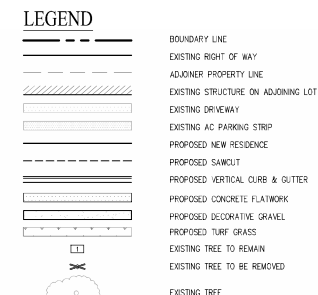 LEGEND
BOUNDARY LINE
EXISTING RIGHT OF WAY
ADJOINER PROPERTY LINE
EXISTING STRUCTURE ON ADJOINING LOT
EXISTING DRIVEWAY
EXISTING AC PARKING STRIP
PROPOSED NEW RESIDENCE
PROPOSED SAWCUT
PROPOSED VERTICAL CURB & GUTTER
PROPOSED CONCRETE FLATWORK
PROPOSED DECORATIVE GRAVEL
PROPOSED TURF GRASS
1 EXISTING TREE TO REMAIN
EXISTING TREE TO BE REMOVED
EXISTING TREE